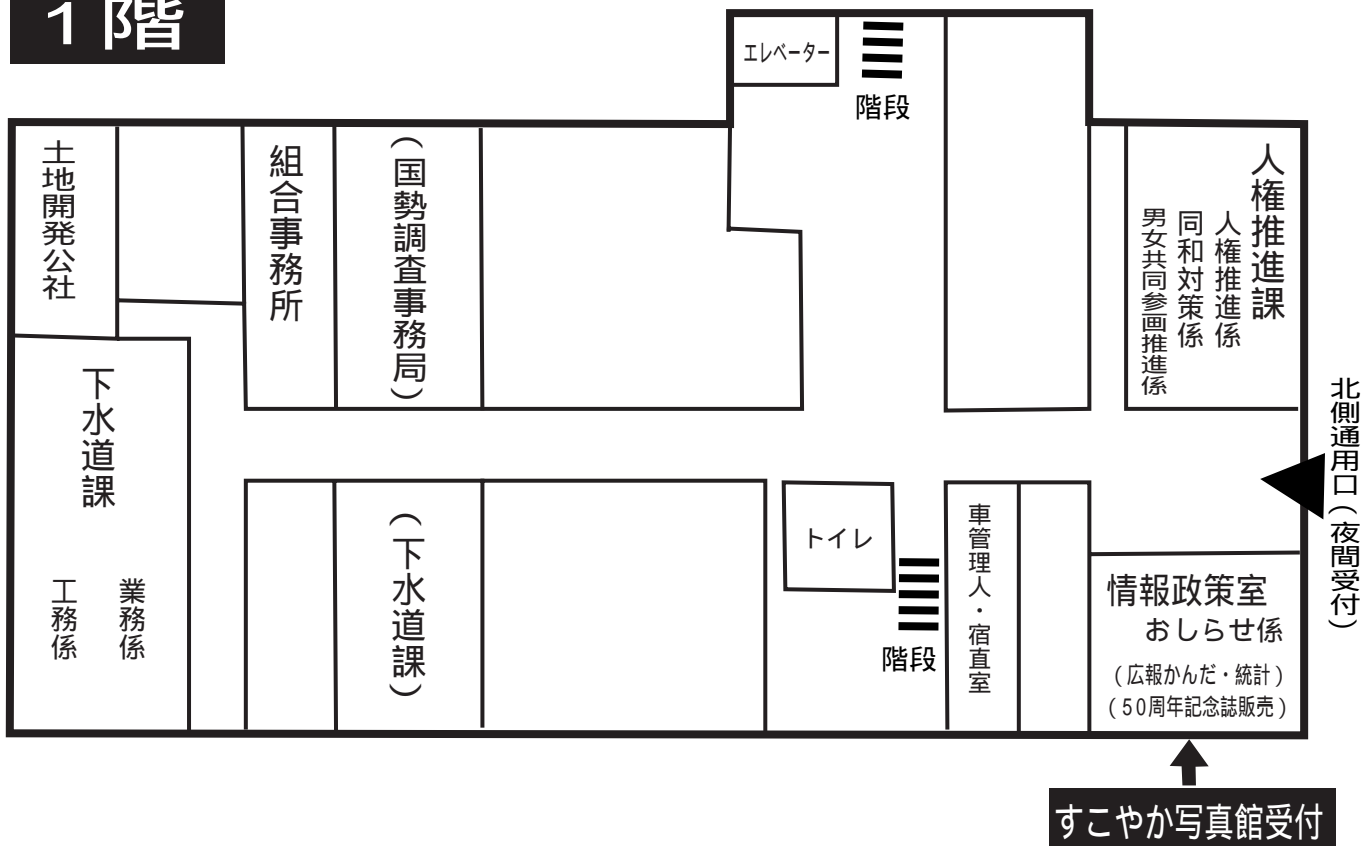 1階
エレベーター
階段
土地開発公社
組合事務所
(国勢調査事務局)
人権推進課
人権推進係
同和対策係
男女共同参画推進係
北側通用口(夜間受付)
下水道課
業務係
工務係
(下水道課)
トイレ
階段
車管理人・宿直室
情報政策室
おしらせ係
(広報かんだ・統計)
(50周年記念誌販売)
すこやか写真館受付